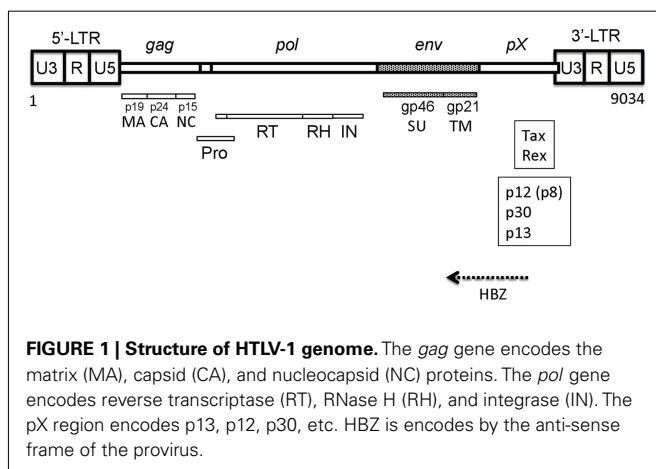 5'-LTR gag pol env pX 3'-LTR
U3 R U5 U3 R U5
1 9034
p19 p24 p15 gp46 gp21
MA CA NC RT RH IN SU TM
Pro
Tax
Rex
p12 (p8)
p30
p13
HBZ
FIGURE 1 | Structure of HTLV-1 genome. The gag gene encodes the
matrix (MA), capsid (CA), and nucleocapsid (NC) proteins. The pol gene
encodes reverse transcriptase (RT), RNase H (RH), and integrase (IN). The
pX region encodes p13, p12, p30, etc. HBZ is encodes by the anti-sense
frame of the provirus.